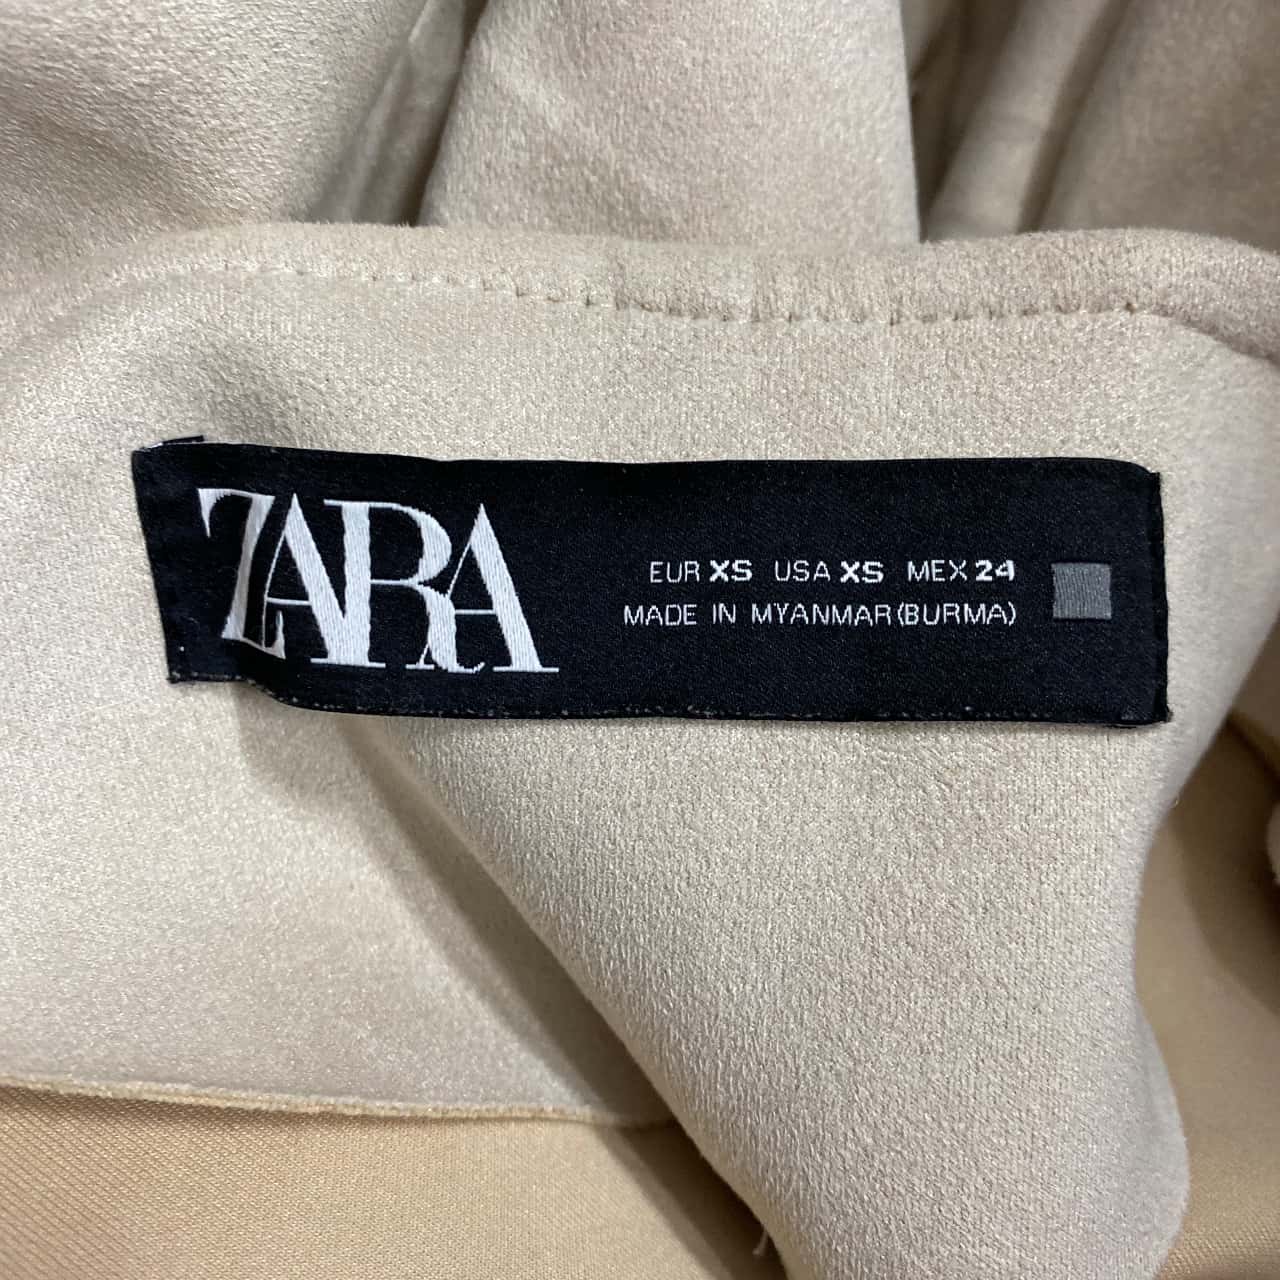 ZARA
EUR XS USA XS MEX 24
MADE IN MYANMAR (BURMA)